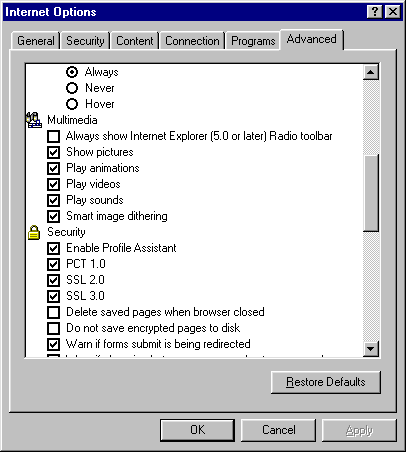 Internet Options
General Security Content Connection Programs Advanced
Always
Never
Hover
Multimedia
Always show Internet Explorer (5.0 or later) Radio toolbar
Show pictures
Play animations
Play videos
Play sounds
Smart image dithering
Security
Enable Profile Assistant
PCT 1.0
SSL 2.0
SSL 3.0
Delete saved pages when browser closed
Do not save encrypted pages to disk
Warn if forms submit is being redirected
Restore Defaults
OK Cancel Apply